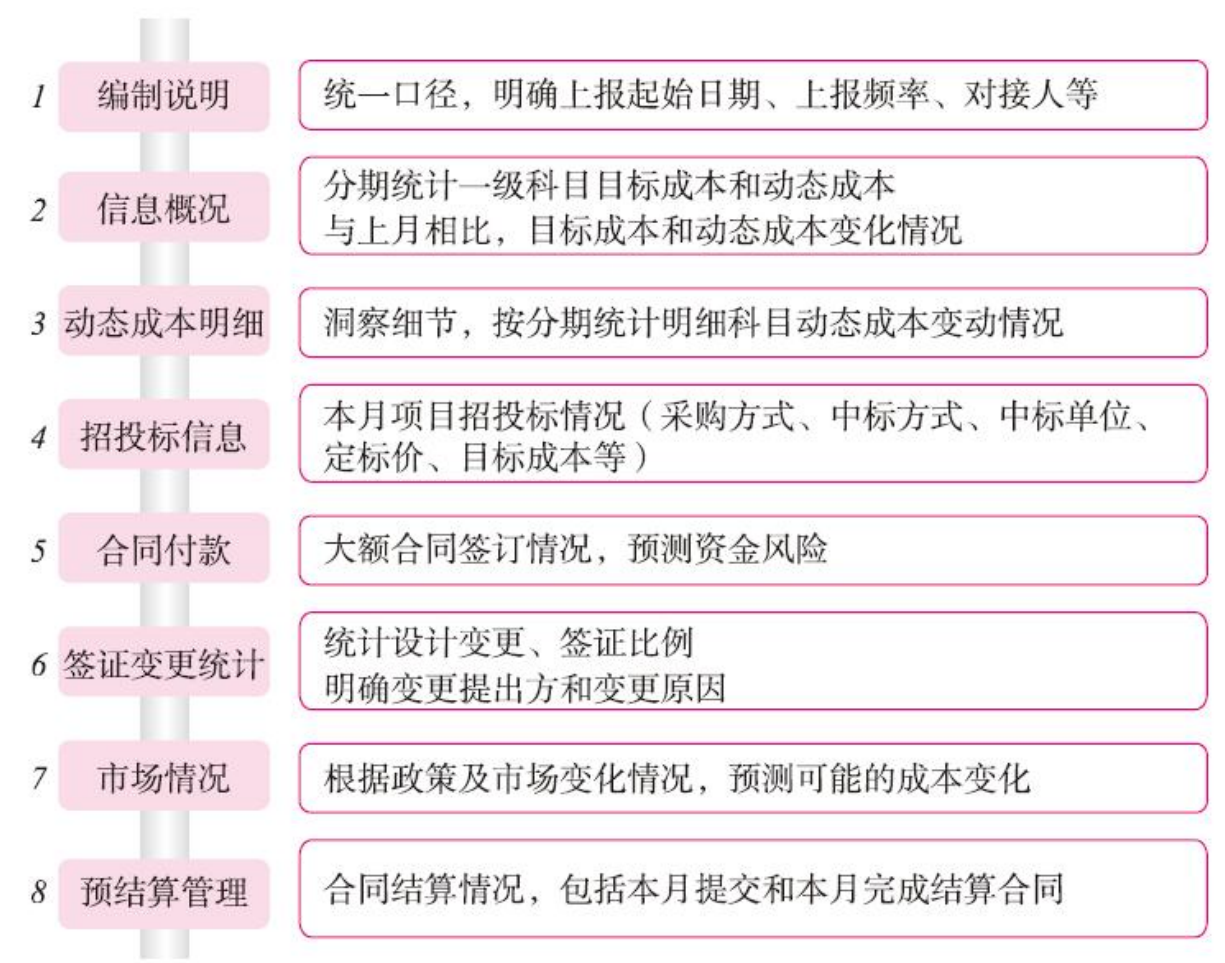 1 编制说明 统一口径，明确上报起始日期、上报频率、对接人等
2 信息概况 分期统计一级科目目标成本和动态成本
与上月相比，目标成本和动态成本变化情况
3 动态成本明细 洞察细节，按分期统计明细科目动态成本变动情况
4 招投标信息 本月项目招投标情况（采购方式、中标方式、中标单位、
定标价、目标成本等）
5 合同付款 大额合同签订情况，预测资金风险
6 签证变更统计 统计设计变更、签证比例
明确变更提出方和变更原因
7 市场情况 根据政策及市场变化情况，预测可能的成本变化
8 预结算管理 合同结算情况，包括本月提交和本月完成结算合同